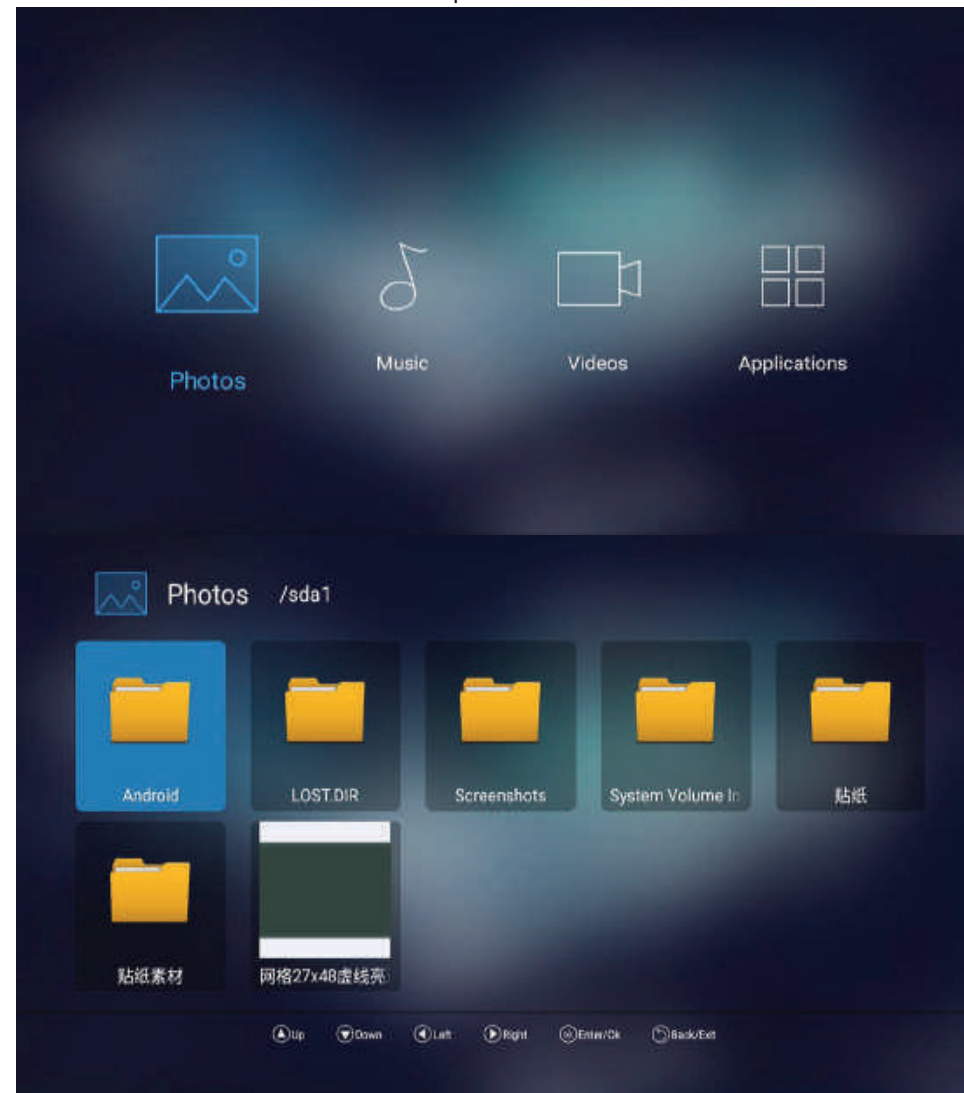 Photos
Music
Videos
Applications
Photos /sda1
Android
LOST.DIR
Screenshots
System Volume In
贴纸
贴纸素材
网格27x48虚线亮
Up Down Left Right Enter/Ok Back/Exit